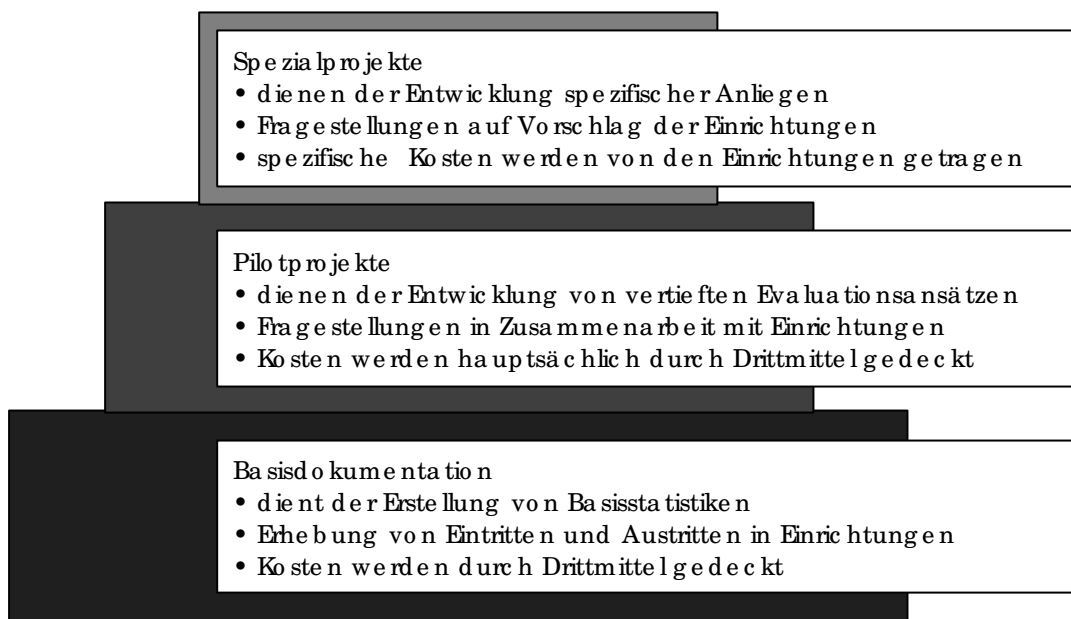 Spezialprojekte
• dienen der Entwicklung spezifischer Anliegen
• Fragestellungen auf Vorschlag der Einrichtungen
• spezifische Kosten werden von den Einrichtungen getragen
Pilotprojekte
• dienen der Entwicklung von vertieften Evaluationsansätzen
• Fragestellungen in Zusammenarbeit mit Einrichtungen
• Kosten werden hauptsächlich durch Drittmittel gedeckt
Basisdokumentation
• dient der Erstellung von Basisstatistiken
• Erhebung von Eintritten und Austritten in Einrichtungen
• Kosten werden durch Drittmittel gedeckt